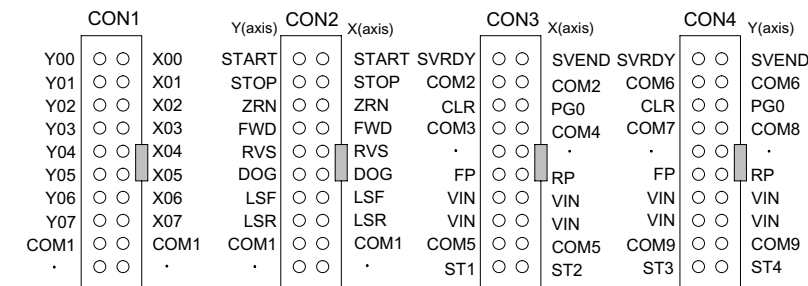 CON1 Y(axis) CON2 X(axis) CON3 X(axis) CON4 Y(axis)
Y00 X00 START START SVRDY SVEND SVRDY SVEND
Y01 X01 STOP STOP COM2 COM2 COM6 COM6
Y02 X02 ZRN ZRN CLR PG0 CLR PG0
Y03 X03 FWD FWD COM3 COM4 COM7 COM8
Y04 X04 RVS RVS · · · ·
Y05 X05 DOG DOG FP RP FP RP
Y06 X06 LSF LSF VIN VIN VIN VIN
Y07 X07 LSR LSR VIN VIN VIN VIN
COM1 COM1 COM1 COM1 COM5 COM5 COM9 COM9
· · · · ST1 ST2 ST3 ST4